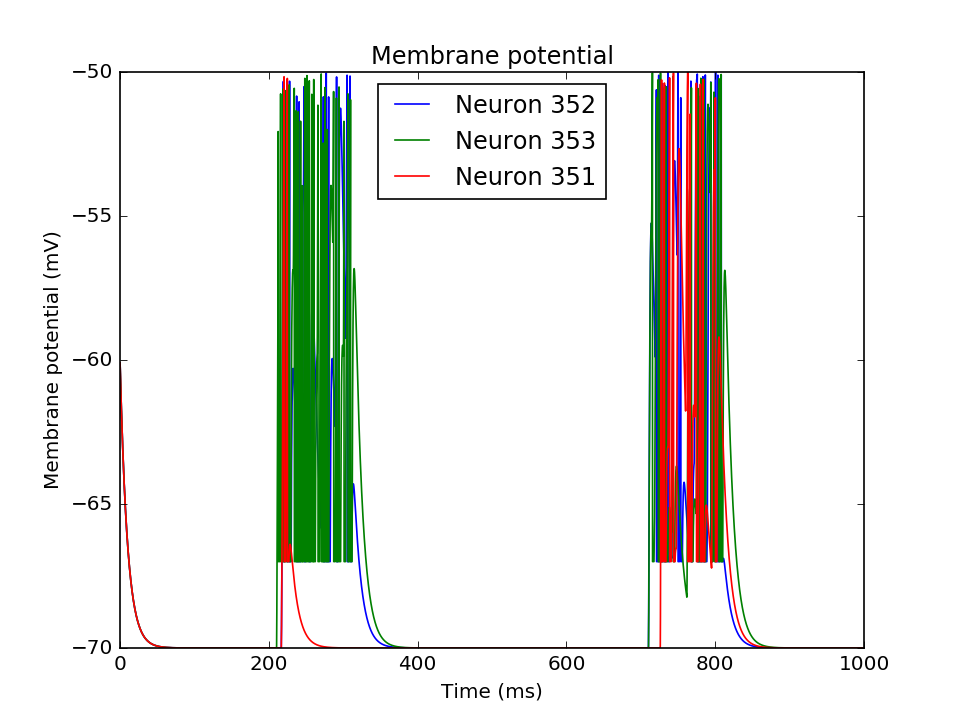 Membrane potential
Membrane potential (mV)
−50
−55
−60
−65
−70
Neuron 352
Neuron 353
Neuron 351
0
200
400
600
800
1000
Time (ms)